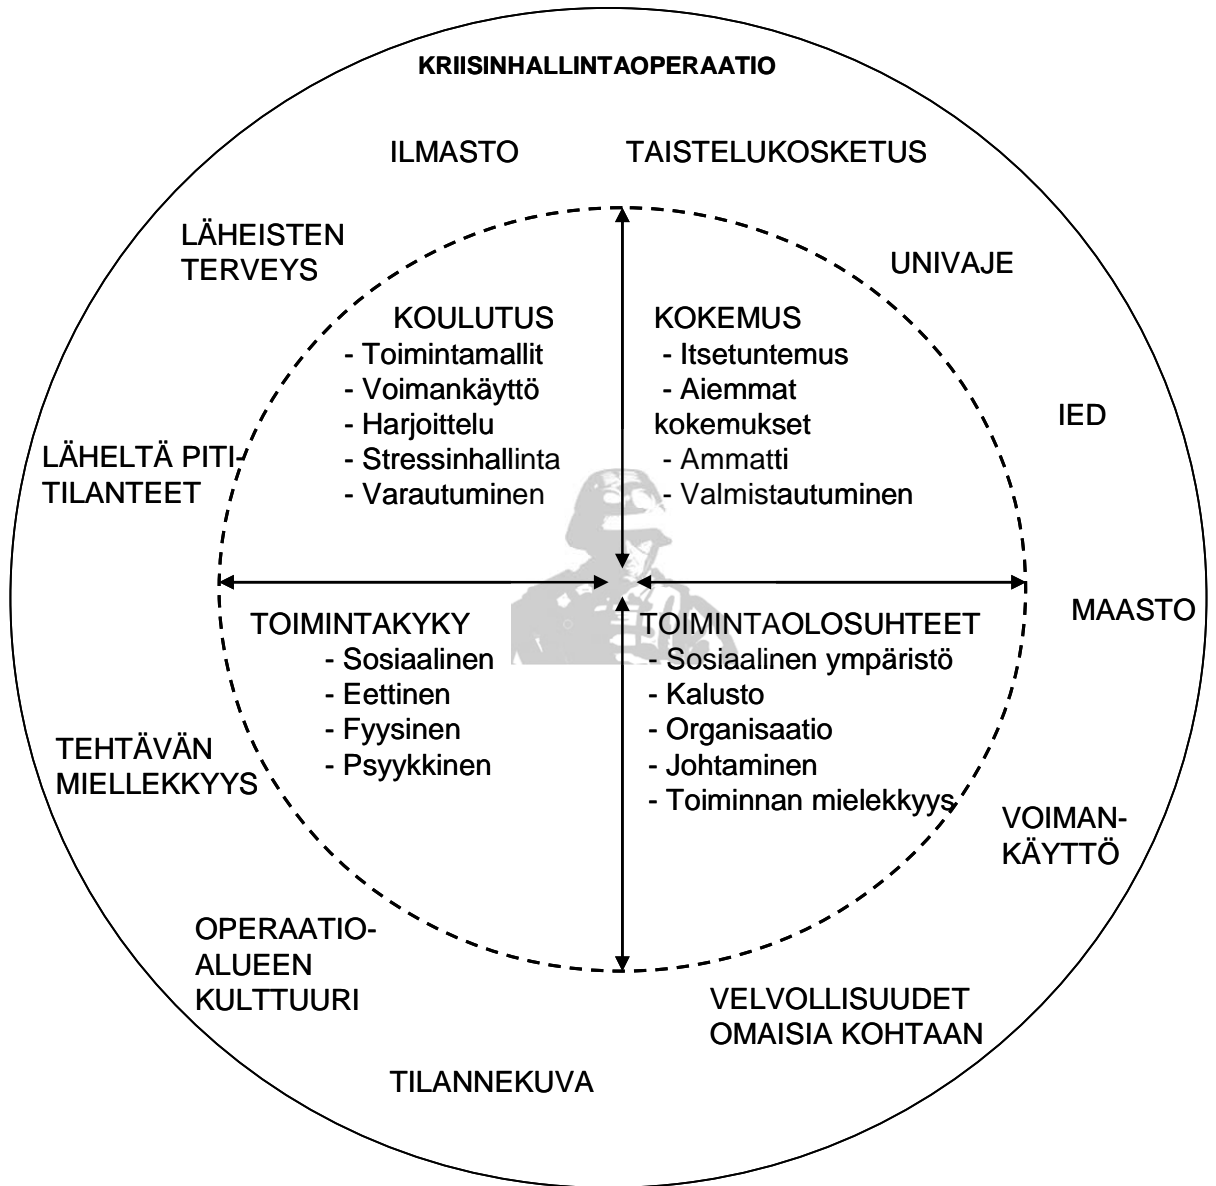 KRIISINHALLINTAOPERAATIO
ILMASTO
TAISTELUKOSKETUS
LÄHEISTEN
TERVEYS
UNIVAJE
KOULUTUS
- Toimintamallit
- Voimankäyttö
- Harjoittelu
- Stressinhallinta
- Varautuminen
KOKEMUS
- Itsetuntemus
- Aiemmat
kokemukset
- Ammatti
- Valmistautuminen
IED
LÄHELTÄ PITI-
TILANTEET
MAASTO
TOIMINTAKYKY
- Sosiaalinen
- Eettinen
- Fyysinen
- Psyykkinen
TOIMINTAOLOSUHTEET
- Sosiaalinen ympäristö
- Kalusto
- Organisaatio
- Johtaminen
- Toiminnan mielekkyys
TEHTÄVÄN
MIELLEKKYYS
VOIMAN-
KÄYTTÖ
OPERAATIO-
ALUEEN
KULTTUURI
VELVOLLISUUDET
OMAISIA KOHTAAN
TILANNEKUVA